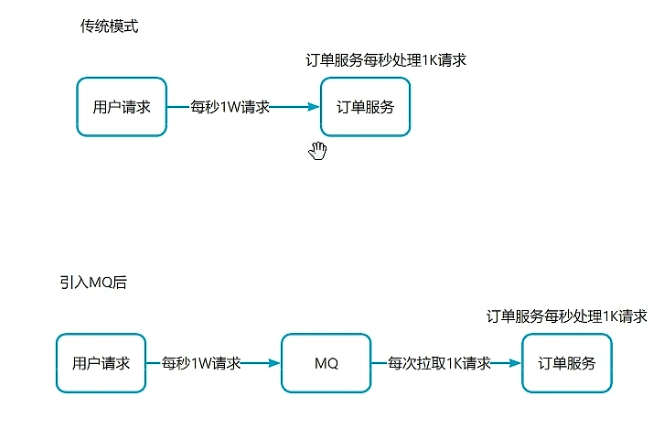 传统模式
订单服务每秒处理1K请求
用户请求
每秒1W请求
订单服务
引入MQ后
订单服务每秒处理1K请求
用户请求
每秒1W请求
MQ
每次拉取1K请求
订单服务